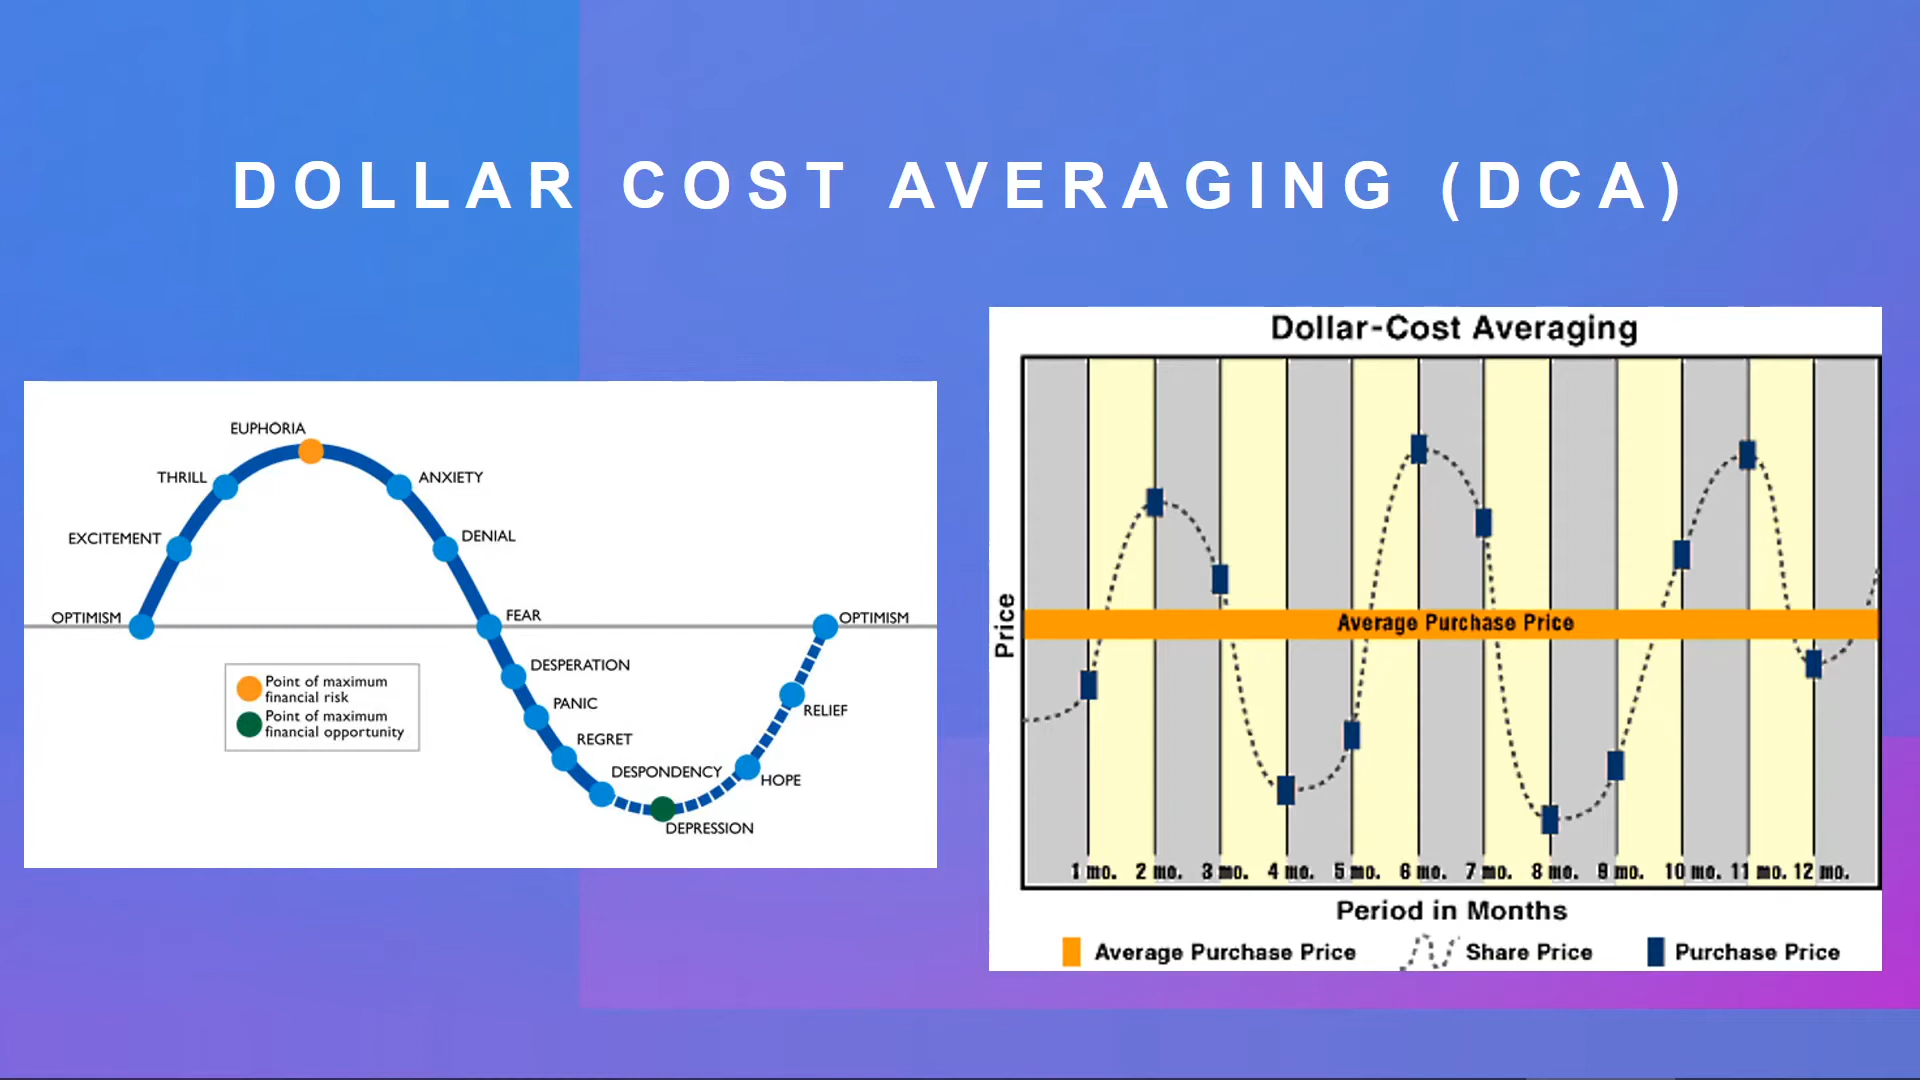 DOLLAR COST AVERAGING (DCA)
EUPHORIA
THRILL
ANXIETY
EXCITEMENT
DENIAL
OPTIMISM
FEAR
OPTIMISM
DESPERATION
PANIC
REGRET
DESPONDENCY
RELIEF
HOPE
DEPRESSION
Point of maximum
financial risk
Point of maximum
financial opportunity
Dollar-Cost Averaging
Price
Average Purchase Price
1 mo. 2 mo. 3 mo. 4 mo. 5 mo. 6 mo. 7 mo. 8 mo. 9 mo. 10 mo. 11 mo. 12 mo.
Period in Months
Average Purchase Price Share Price Purchase Price